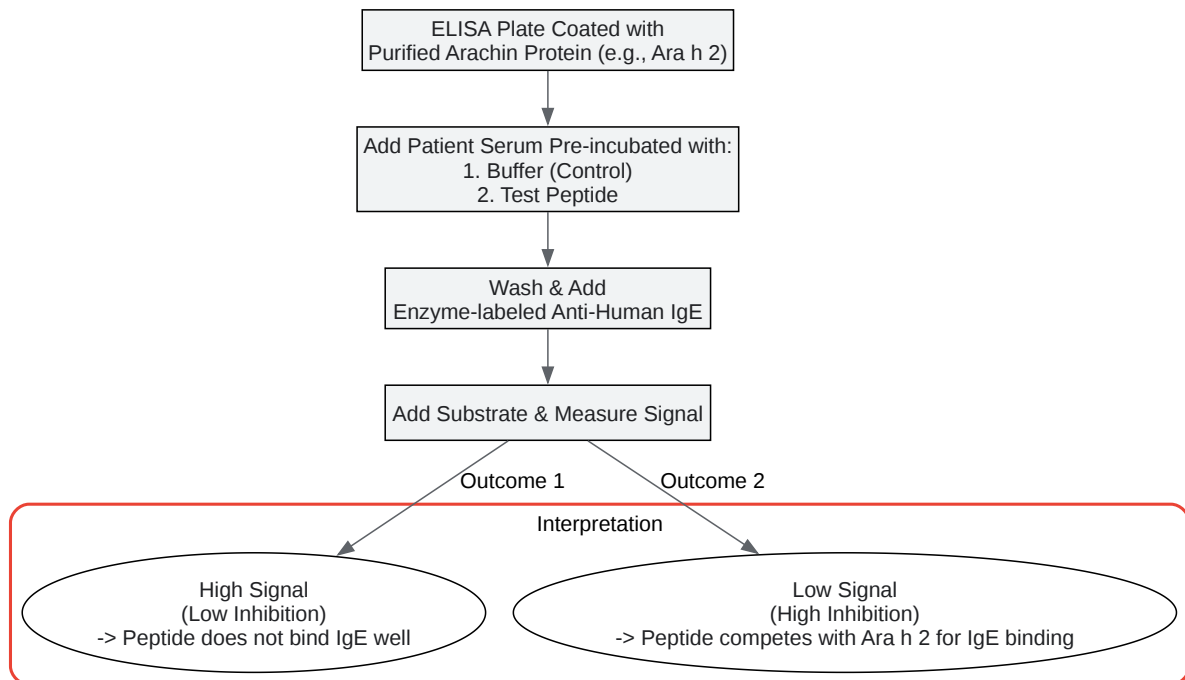 ELISA Plate Coated with
Purified Arachin Protein (e.g., Ara h 2)
Add Patient Serum Pre-incubated with:
1. Buffer (Control)
2. Test Peptide
Wash & Add
Enzyme-labeled Anti-Human IgE
Add Substrate & Measure Signal
Outcome 1
Outcome 2
Interpretation
High Signal
(Low Inhibition)
-> Peptide does not bind IgE well
Low Signal
(High Inhibition)
-> Peptide competes with Ara h 2 for IgE binding